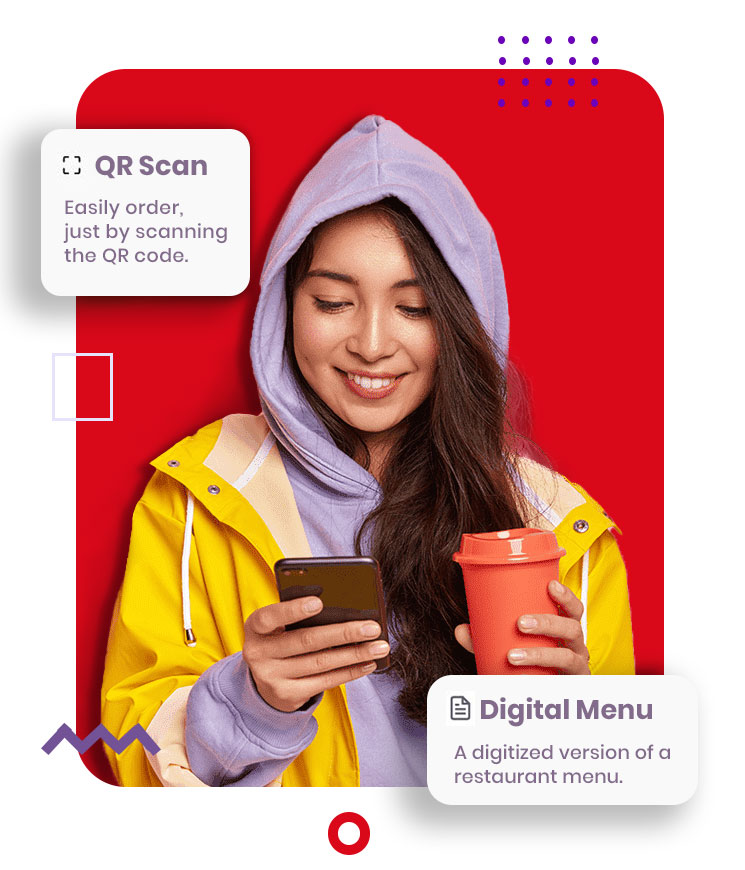 QR Scan
Easily order,
just by scanning
the QR code.
Digital Menu
A digitized version of a
restaurant menu.